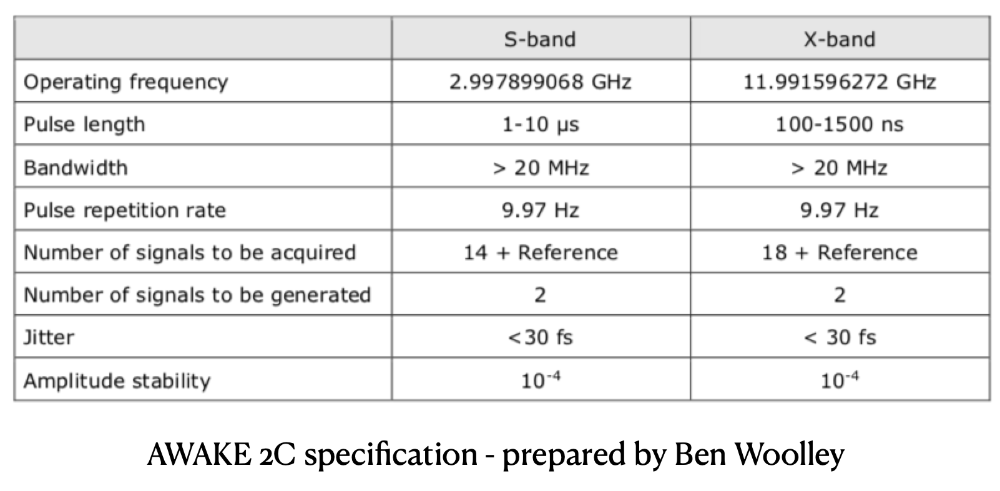 S-band X-band
Operating frequency 2.997899068 GHz 11.991596272 GHz
Pulse length 1-10 µs 100-1500 ns
Bandwidth > 20 MHz > 20 MHz
Pulse repetition rate 9.97 Hz 9.97 Hz
Number of signals to be acquired 14 + Reference 18 + Reference
Number of signals to be generated 2 2
Jitter <30 fs < 30 fs
Amplitude stability 10⁻⁴ 10⁻⁴
AWAKE 2C specification - prepared by Ben Woolley